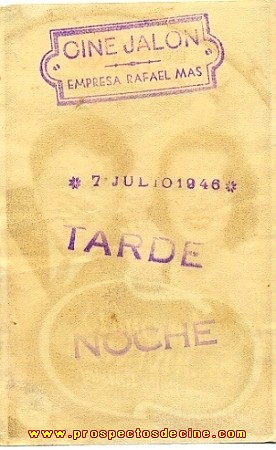 CINE JALON
EMPRESA RAFAEL MAS
* 7 JULIO 1946 *
TARDE
NOCHE
www.prospectosdecine.com